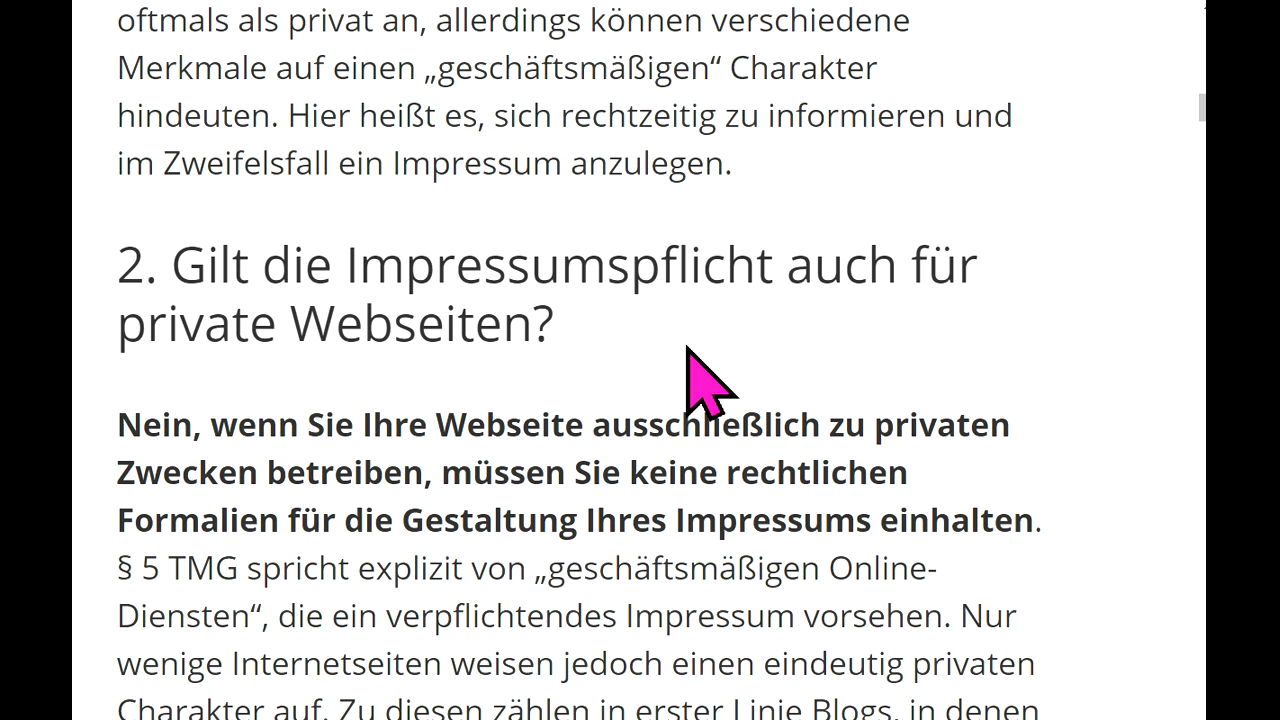 oftmals als privat an, allerdings können verschiedene
Merkmale auf einen „geschäftsmäßigen“ Charakter
hindeuten. Hier heißt es, sich rechtzeitig zu informieren und
im Zweifelsfall ein Impressum anzulegen.
2. Gilt die Impressumspflicht auch für
private Webseiten?
Nein, wenn Sie Ihre Webseite ausschließlich zu privaten
Zwecken betreiben, müssen Sie keine rechtlichen
Formalien für die Gestaltung Ihres Impressums einhalten.
§ 5 TMG spricht explizit von „geschäftsmäßigen Online-
Diensten“, die ein verpflichtendes Impressum vorsehen. Nur
wenige Internetseiten weisen jedoch einen eindeutig privaten
Charakter auf. Zu diesen zählen in erster Linie Blogs, in denen